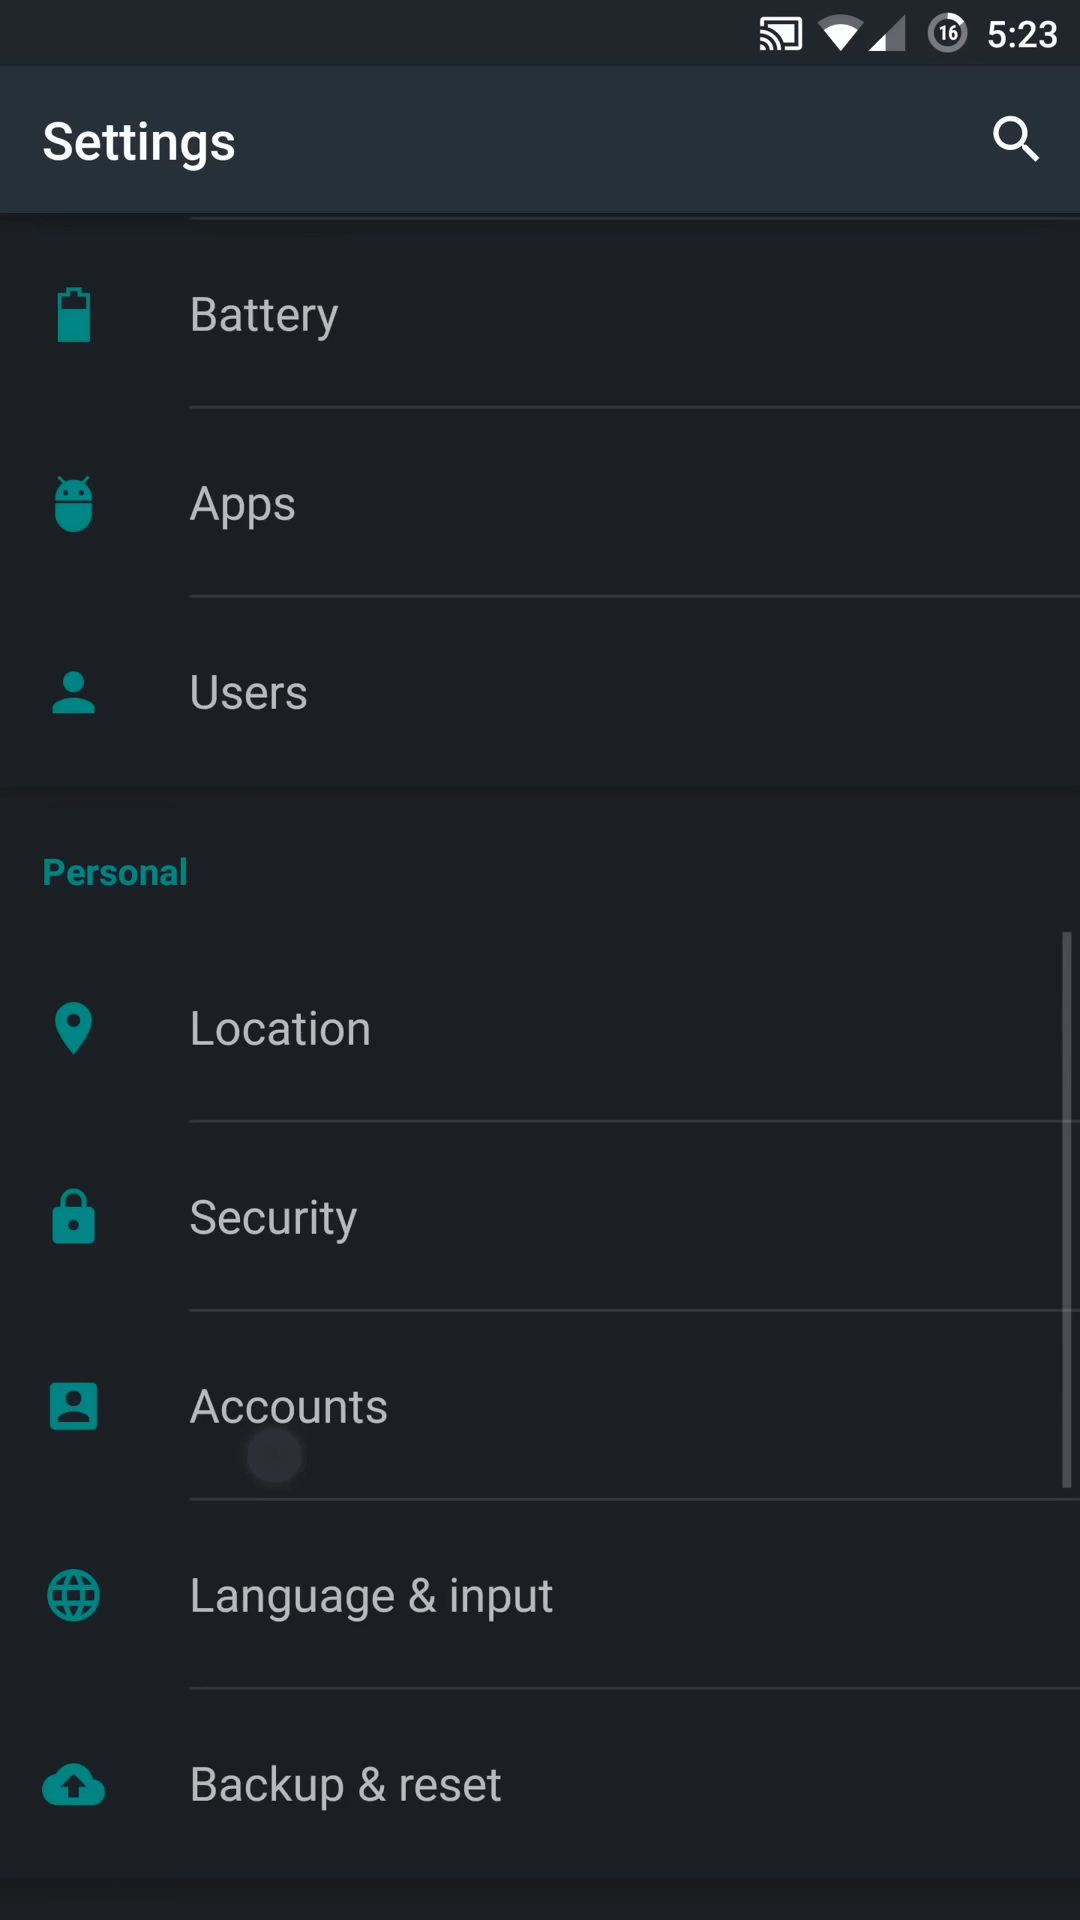 16 5:23
Settings
Battery
Apps
Users
Personal
Location
Security
Accounts
Language & input
Backup & reset